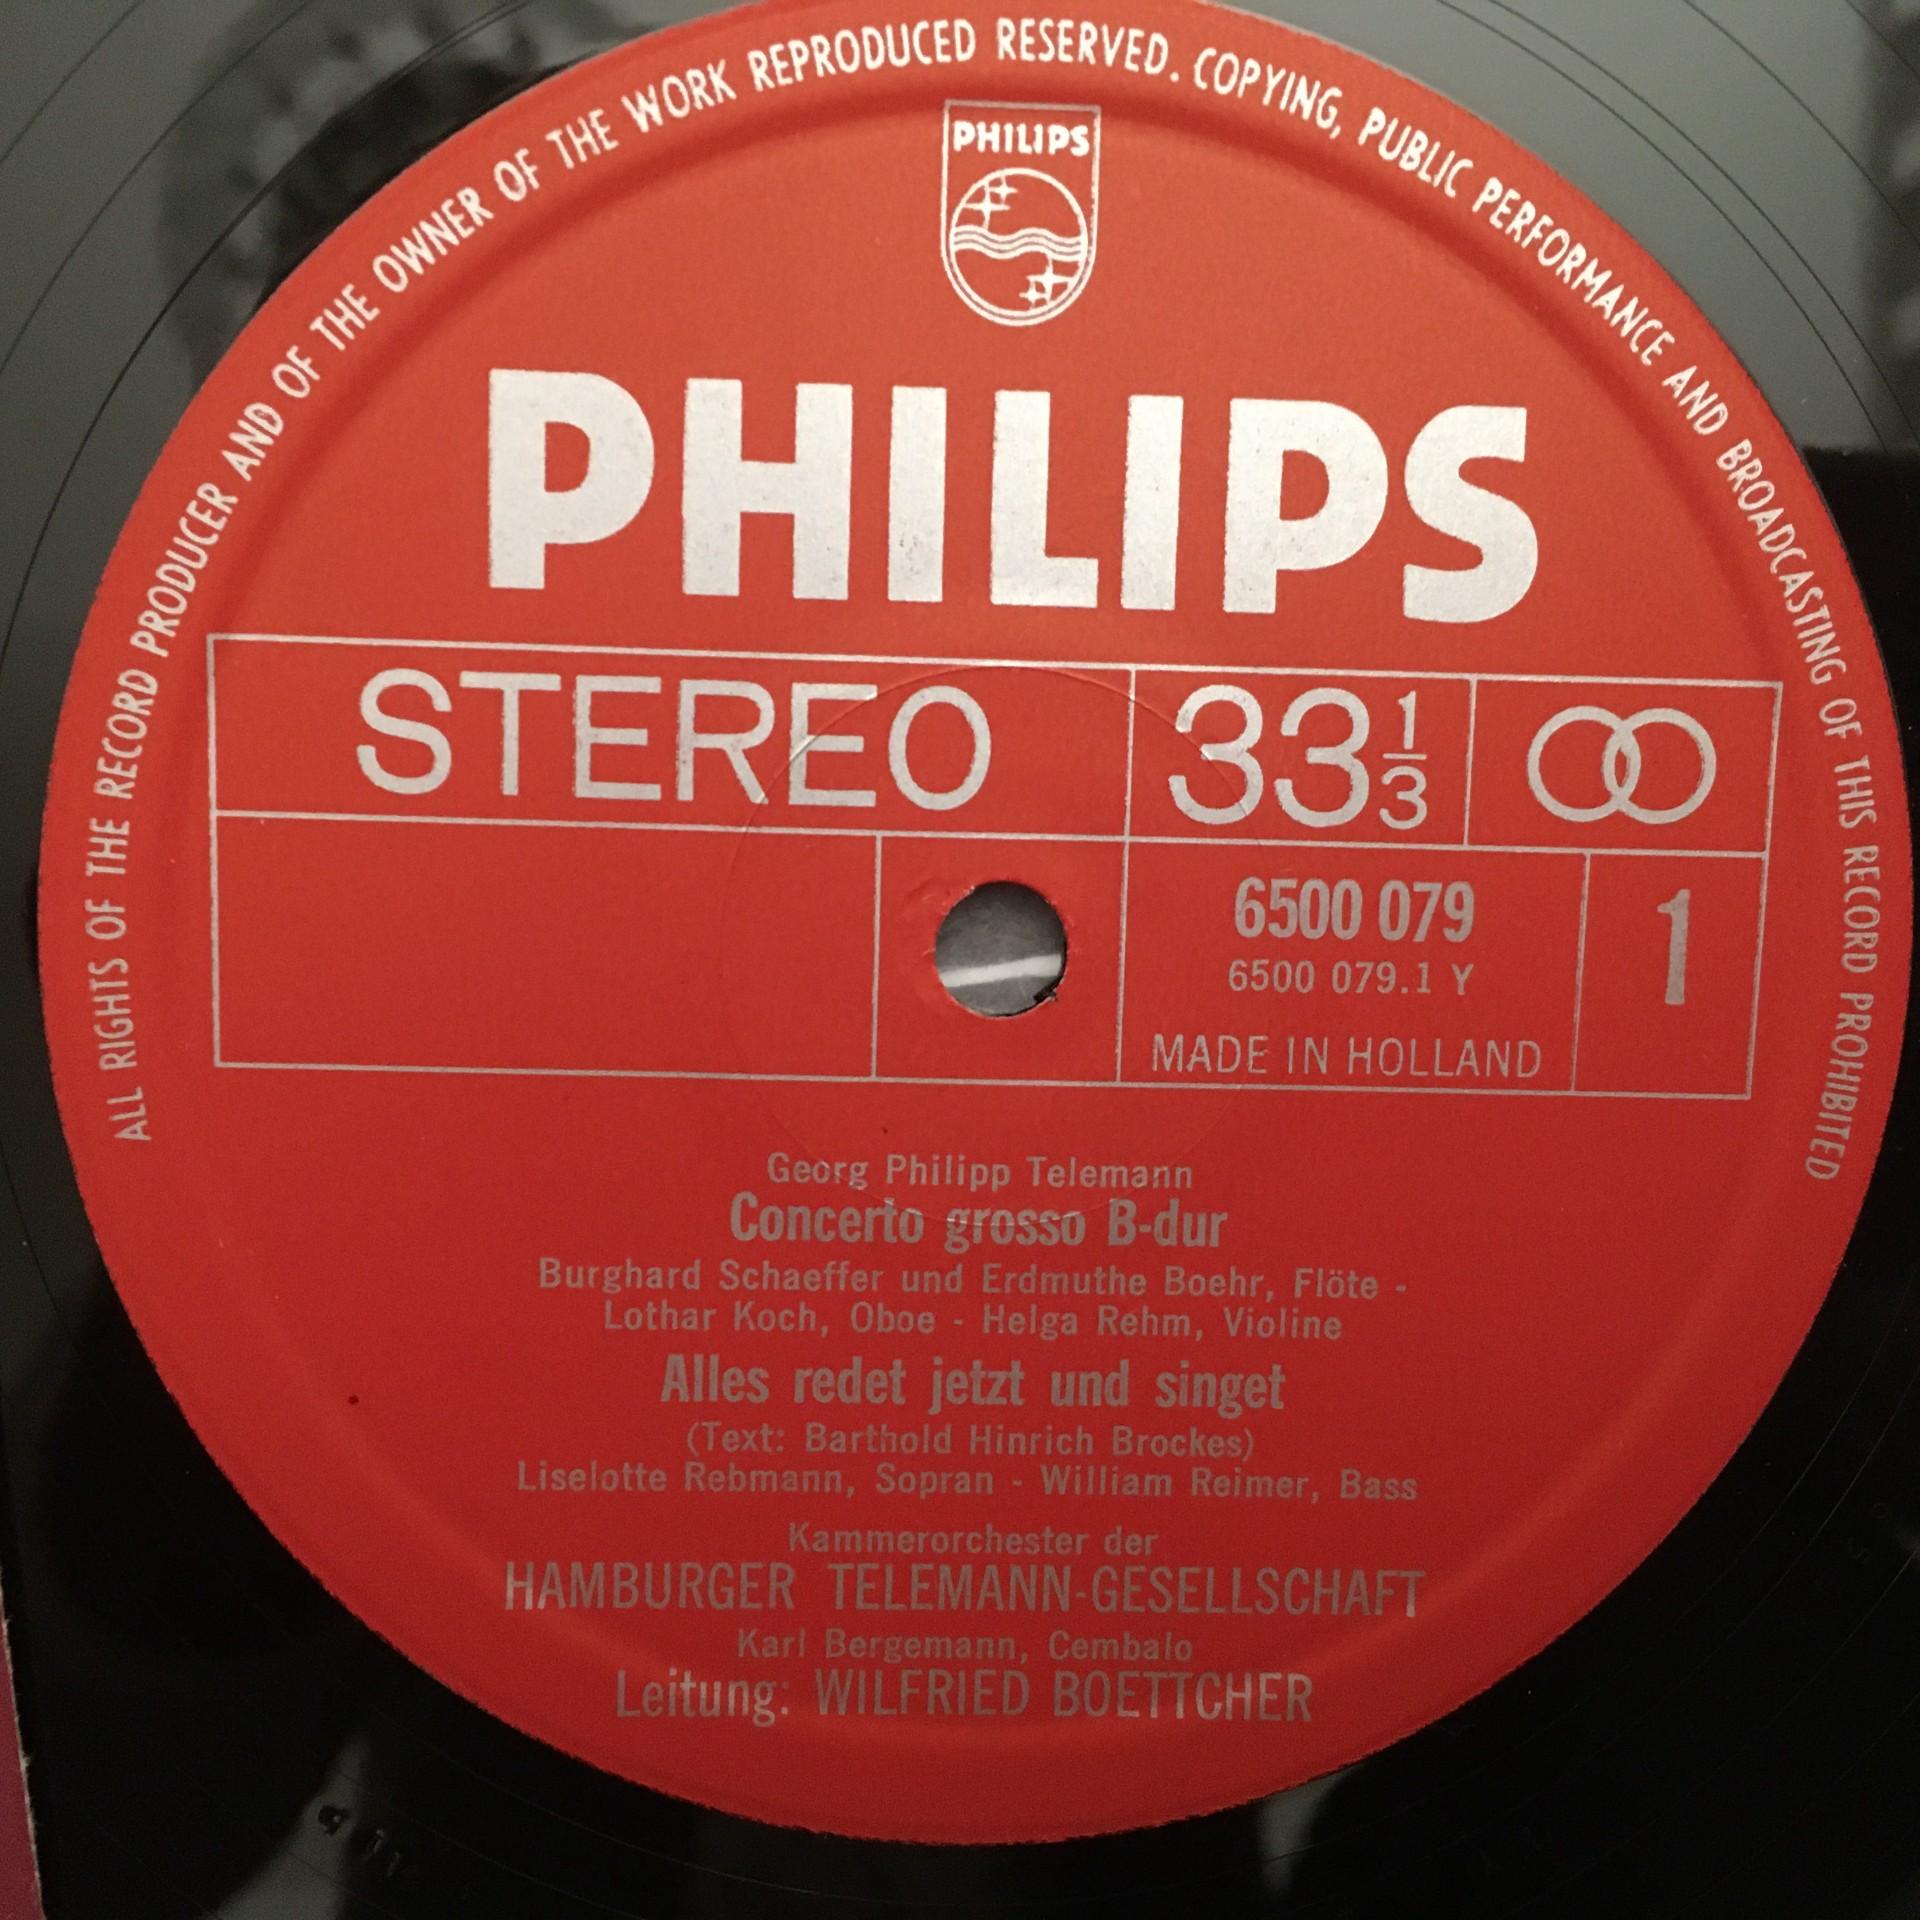 ALL RIGHTS OF THE RECORD PRODUCER AND OF THE OWNER OF THE WORK REPRODUCED RESERVED. COPYING, PUBLIC PERFORMANCE AND BROADCASTING OF THIS RECORD PROHIBITED
PHILIPS
PHILIPS
STEREO 33 1/3
6500 079 1
6500 079.1 Y
MADE IN HOLLAND
Georg Philipp Telemann
Concerto grosso B-dur
Burghard Schaeffer und Erdmuthe Boehr, Flöte -
Lothar Koch, Oboe - Helga Rehm, Violine
Alles redet jetzt und singet
(Text: Barthold Hinrich Brockes)
Liselotte Rebmann, Sopran - William Reimer, Bass
Kammerorchester der
HAMBURGER TELEMANN-GESELLSCHAFT
Karl Bergemann, Cembalo
Leitung: WILFRIED BOETTCHER